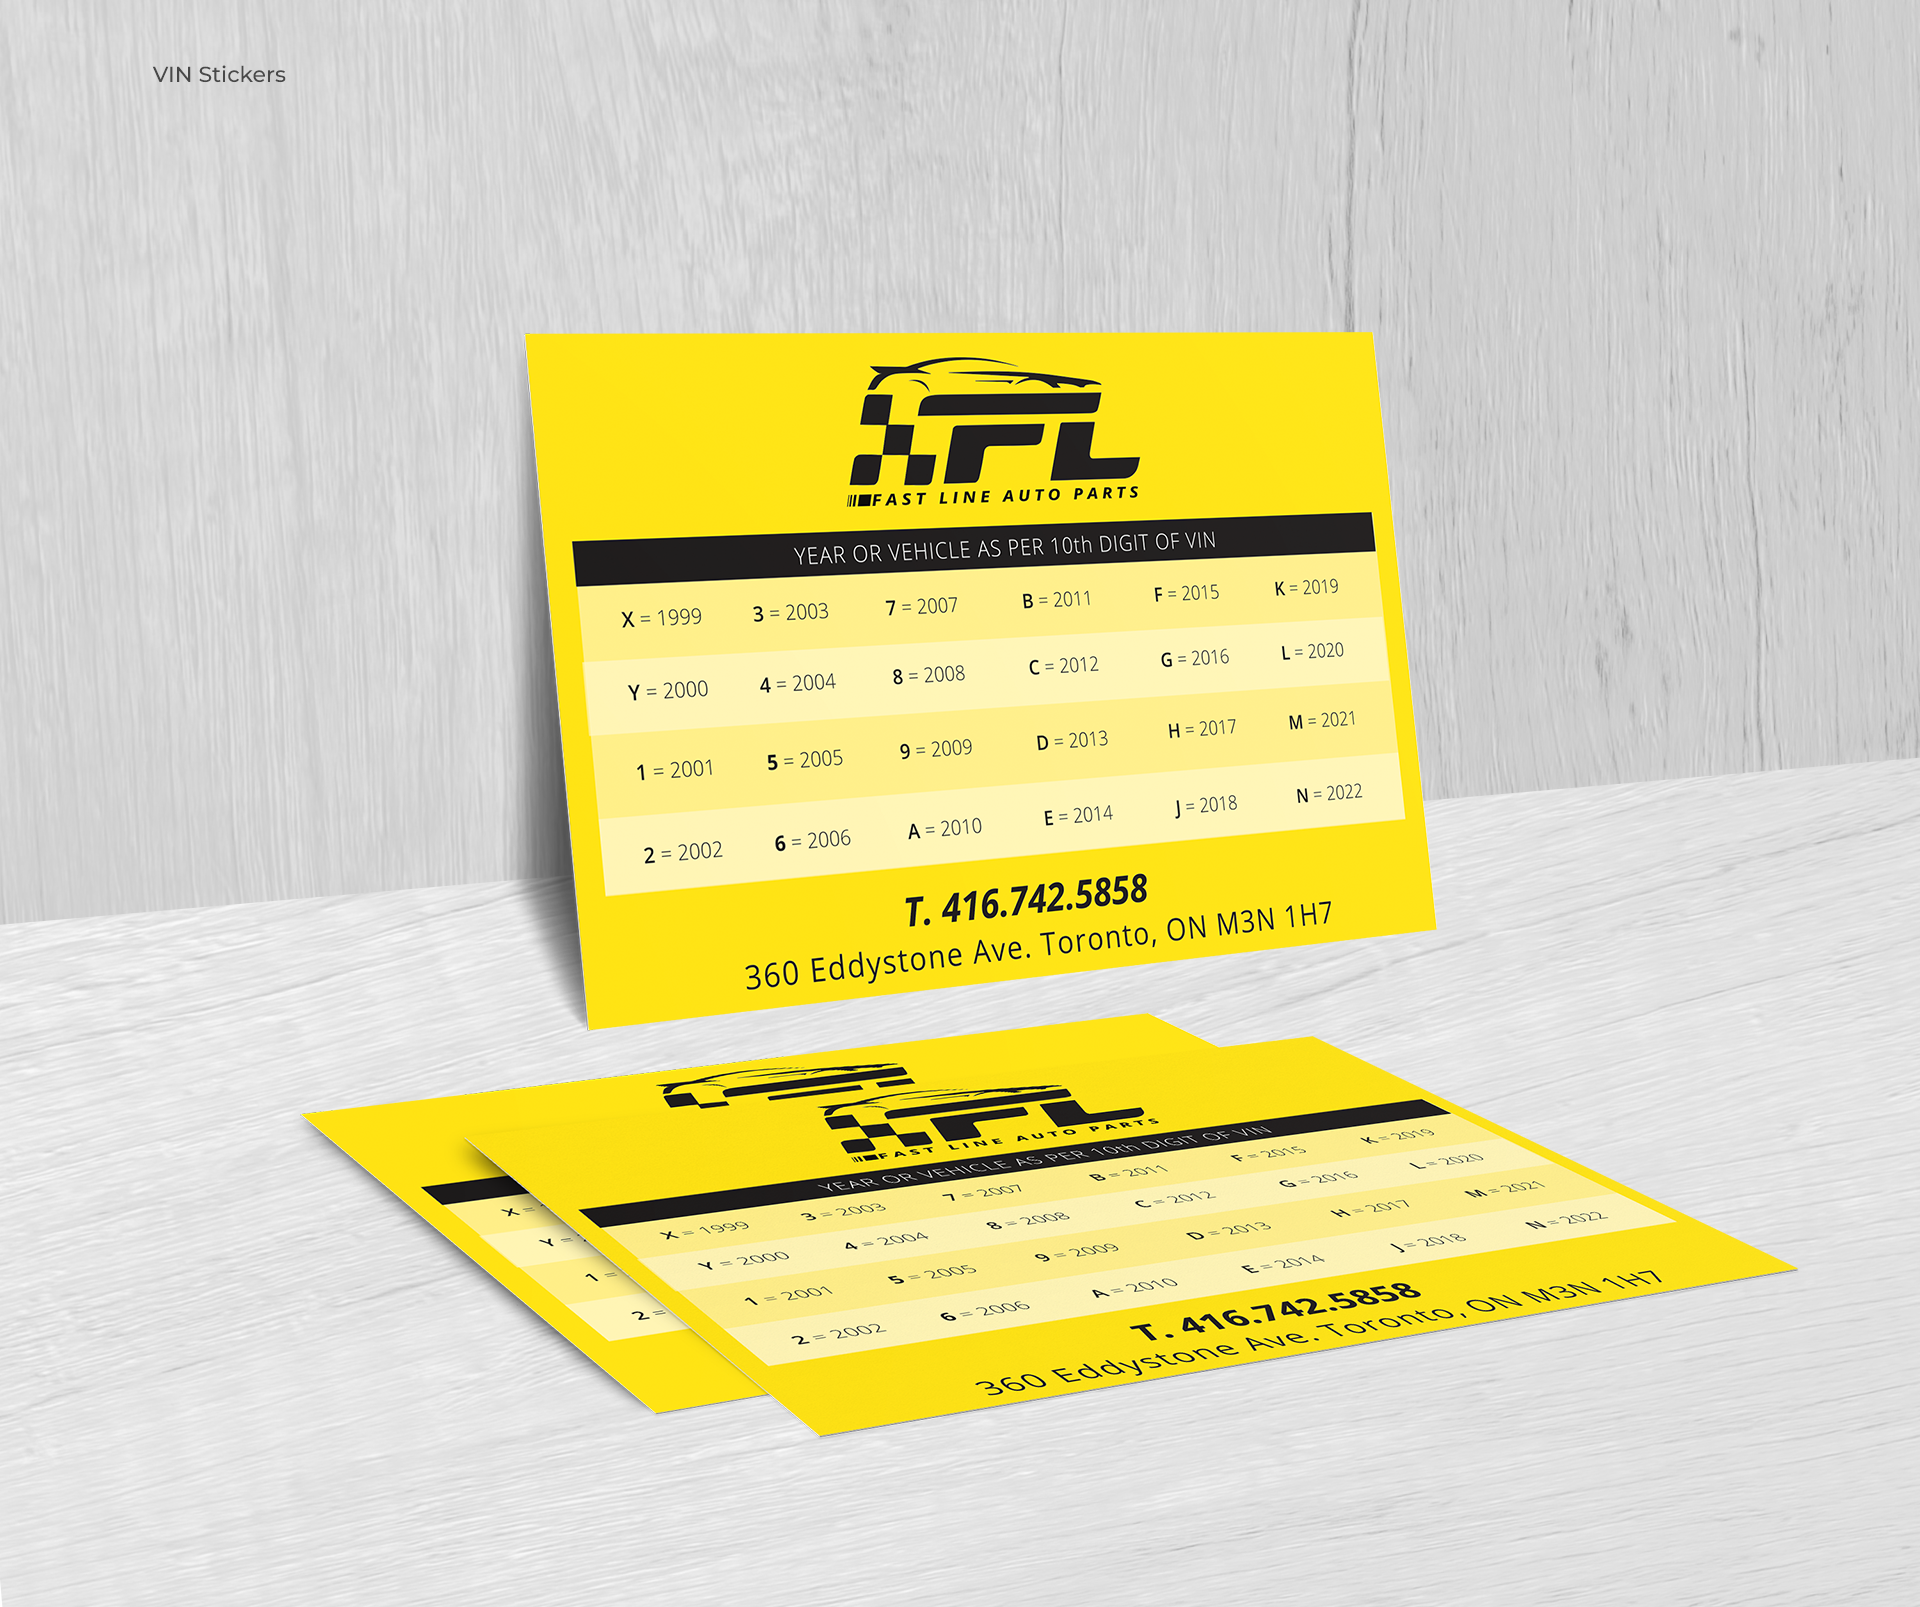 VIN Stickers
FL
FAST LINE AUTO PARTS
YEAR OR VEHICLE AS PER 10th DIGIT OF VIN
X = 1999 3 = 2003 7 = 2007 B = 2011 F = 2015 K = 2019
Y = 2000 4 = 2004 8 = 2008 C = 2012 G = 2016 L = 2020
1 = 2001 5 = 2005 9 = 2009 D = 2013 H = 2017 M = 2021
2 = 2002 6 = 2006 A = 2010 E = 2014 J = 2018 N = 2022
T. 416.742.5858
360 Eddystone Ave. Toronto, ON M3N 1H7
X =
Y =
1 =
2 =
FL
FAST LINE AUTO PARTS
YEAR OR VEHICLE AS PER 10th DIGIT OF VIN
X = 1999 3 = 2003 7 = 2007 B = 2011 F = 2015 K = 2019
Y = 2000 4 = 2004 8 = 2008 C = 2012 G = 2016 L = 2020
1 = 2001 5 = 2005 9 = 2009 D = 2013 H = 2017 M = 2021
2 = 2002 6 = 2006 A = 2010 E = 2014 J = 2018 N = 2022
T. 416.742.5858
360 Eddystone Ave. Toronto, ON M3N 1H7